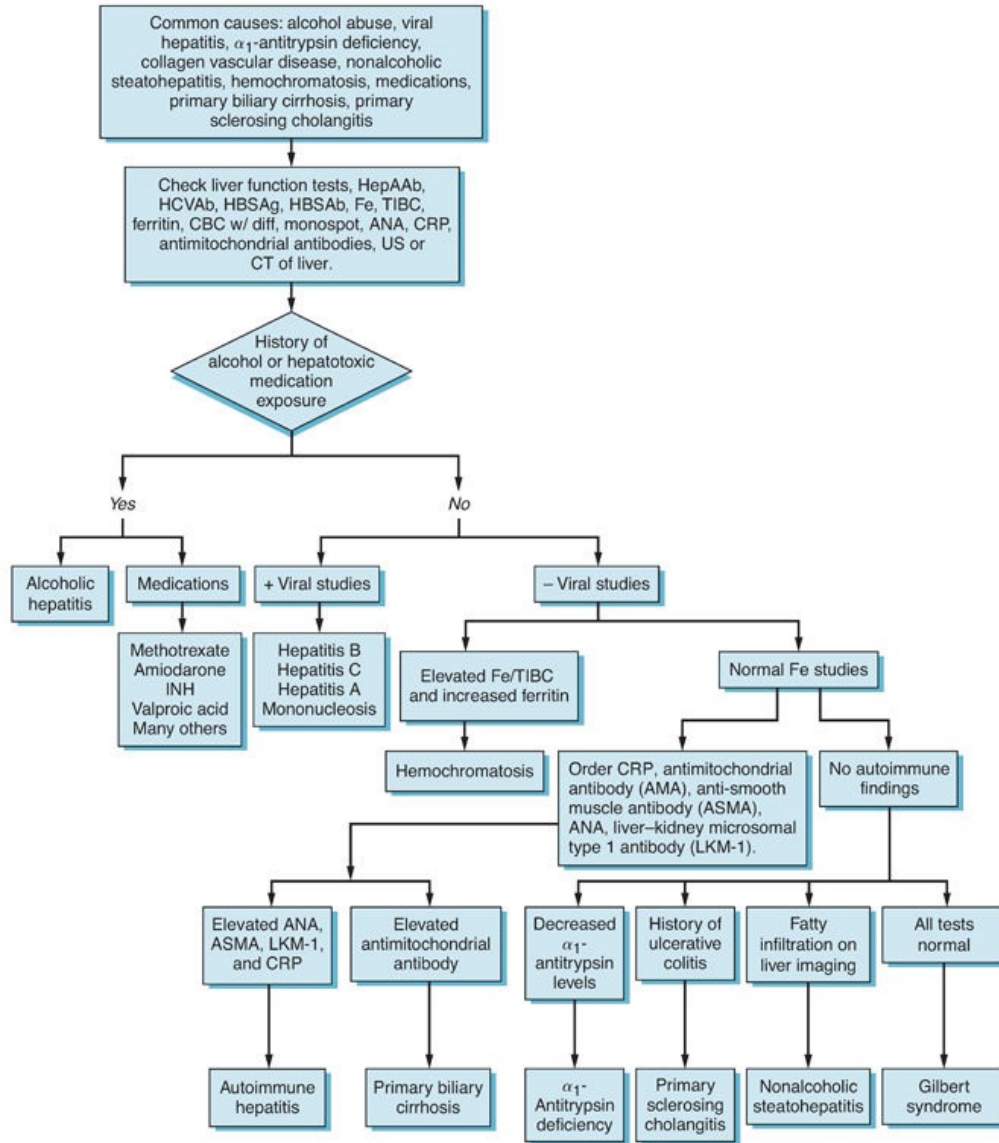 Common causes: alcohol abuse, viral
hepatitis, α1-antitrypsin deficiency,
collagen vascular disease, nonalcoholic
steatohepatitis, hemochromatosis, medications,
primary biliary cirrhosis, primary
sclerosing cholangitis
Check liver function tests, HepAAb,
HCVAb, HBSAg, HBSAb, Fe, TIBC,
ferritin, CBC w/ diff, monospot, ANA, CRP,
antimitochondrial antibodies, US or
CT of liver.
History of
alcohol or hepatotoxic
medication
exposure
Yes
No
Alcoholic
hepatitis
Medications
+ Viral studies
– Viral studies
Methotrexate
Amiodarone
INH
Valproic acid
Many others
Hepatitis B
Hepatitis C
Hepatitis A
Mononucleosis
Elevated Fe/TIBC
and increased ferritin
Normal Fe studies
Hemochromatosis
Order CRP, antimitochondrial
antibody (AMA), anti-smooth
muscle antibody (ASMA),
ANA, liver–kidney microsomal
type 1 antibody (LKM-1).
No autoimmune
findings
Elevated ANA,
ASMA, LKM-1,
and CRP
Elevated
antimitochondrial
antibody
Decreased
α1-
antitrypsin
levels
History of
ulcerative
colitis
Fatty
infiltration on
liver imaging
All tests
normal
Autoimmune
hepatitis
Primary biliary
cirrhosis
α1-
Antitrypsin
deficiency
Primary
sclerosing
cholangitis
Nonalcoholic
steatohepatitis
Gilbert
syndrome